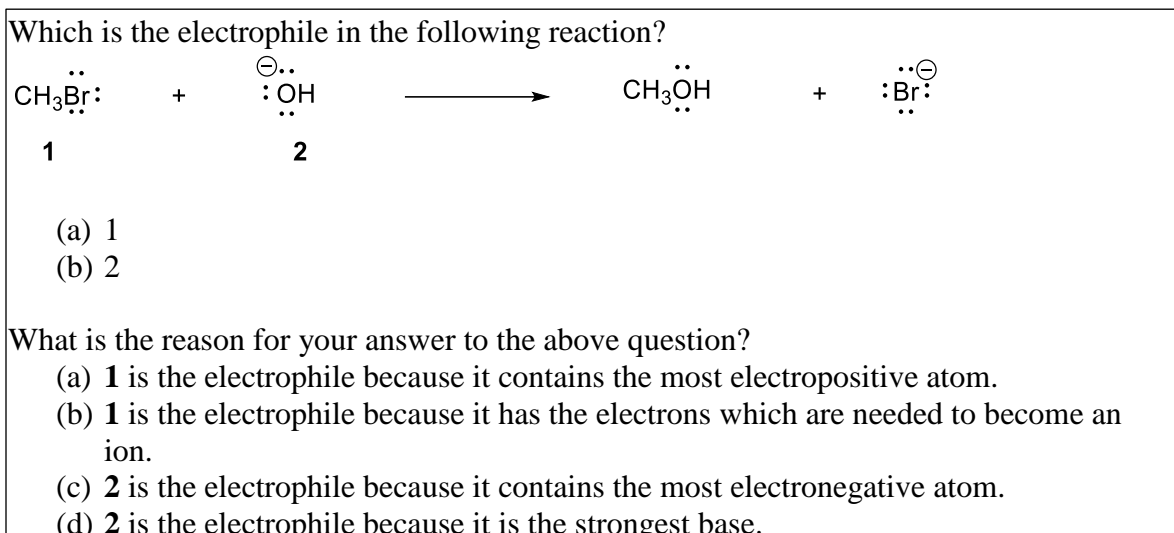 Which is the electrophile in the following reaction?
CH₃Br: + ⊖ :OH ⟶ CH₃OH + :Br: ⊖
1 2
(a) 1
(b) 2
What is the reason for your answer to the above question?
(a) 1 is the electrophile because it contains the most electropositive atom.
(b) 1 is the electrophile because it has the electrons which are needed to become an
ion.
(c) 2 is the electrophile because it contains the most electronegative atom.
(d) 2 is the electrophile because it is the strongest base.